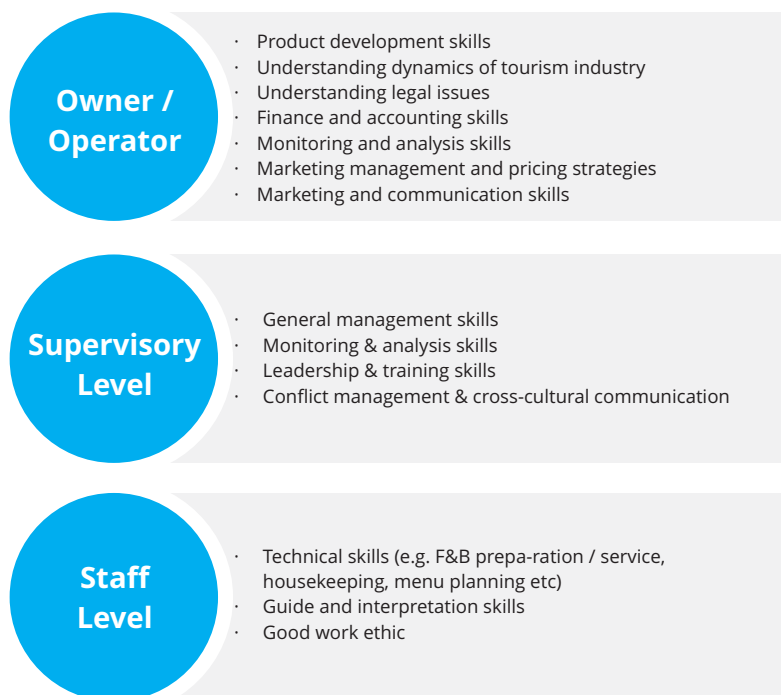 Owner /
Operator
· Product development skills
· Understanding dynamics of tourism industry
· Understanding legal issues
· Finance and accounting skills
· Monitoring and analysis skills
· Marketing management and pricing strategies
· Marketing and communication skills
Supervisory
Level
· General management skills
· Monitoring & analysis skills
· Leadership & training skills
· Conflict management & cross-cultural communication
Staff
Level
· Technical skills (e.g. F&B prepa-ration / service,
housekeeping, menu planning etc)
· Guide and interpretation skills
· Good work ethic